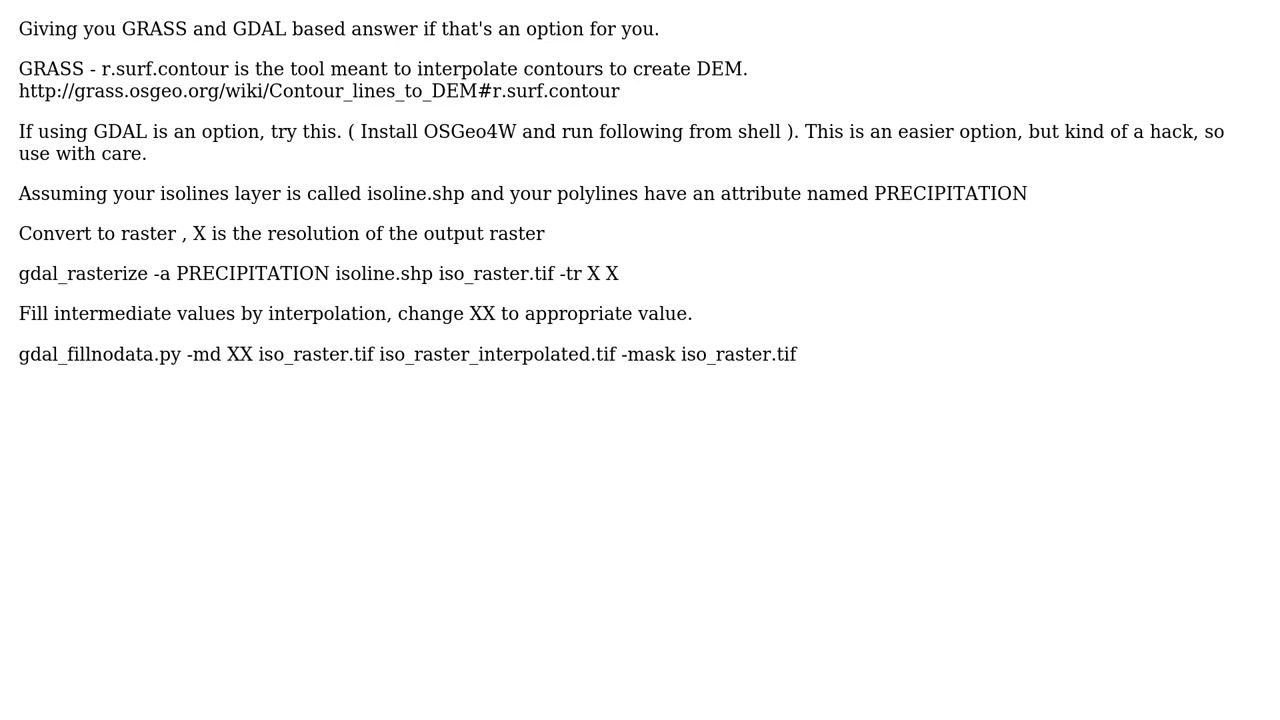 Giving you GRASS and GDAL based answer if that's an option for you.
GRASS - r.surf.contour is the tool meant to interpolate contours to create DEM.
http://grass.osgeo.org/wiki/Contour_lines_to_DEM#r.surf.contour
If using GDAL is an option, try this. ( Install OSGeo4W and run following from shell ). This is an easier option, but kind of a hack, so
use with care.
Assuming your isolines layer is called isoline.shp and your polylines have an attribute named PRECIPITATION
Convert to raster , X is the resolution of the output raster
gdal_rasterize -a PRECIPITATION isoline.shp iso_raster.tif -tr X X
Fill intermediate values by interpolation, change XX to appropriate value.
gdal_fillnodata.py -md XX iso_raster.tif iso_raster_interpolated.tif -mask iso_raster.tif